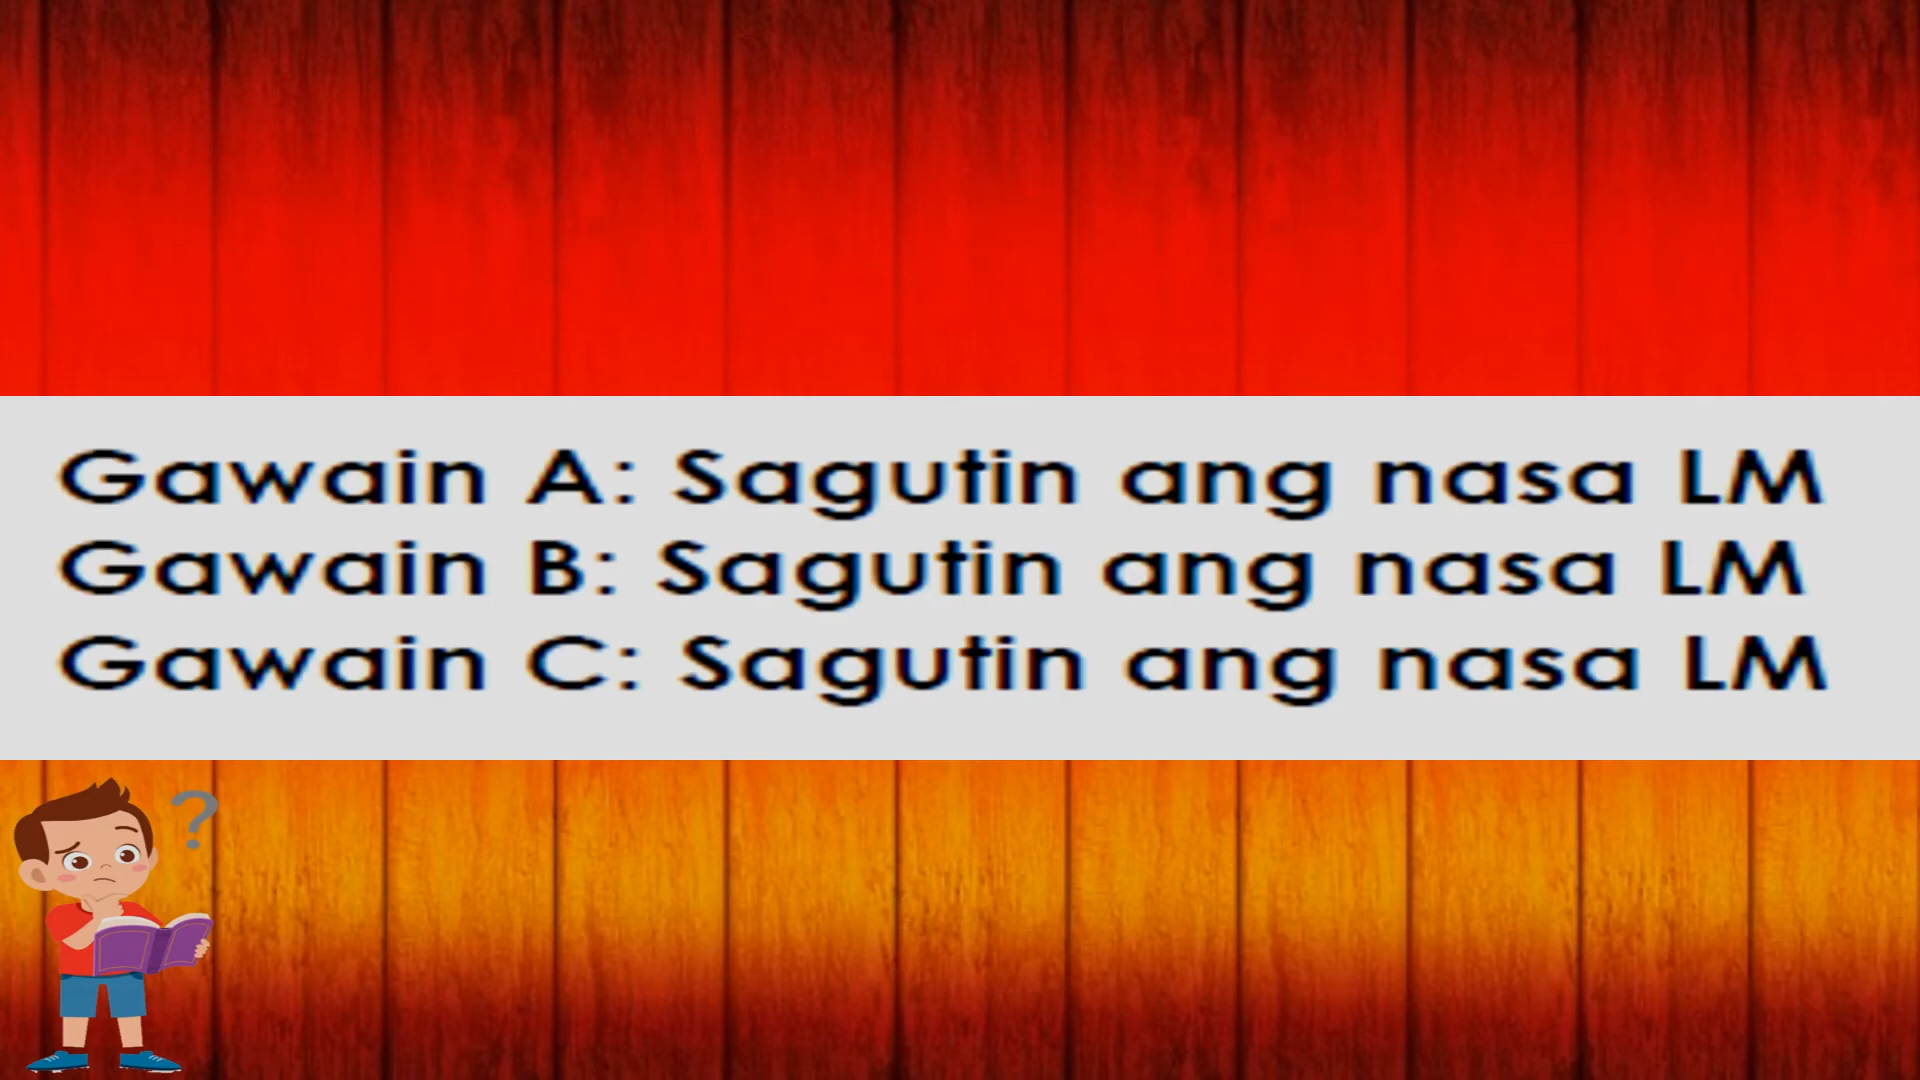 Gawain A: Sagutin ang nasa LM
Gawain B: Sagutin ang nasa LM
Gawain C: Sagutin ang nasa LM
?